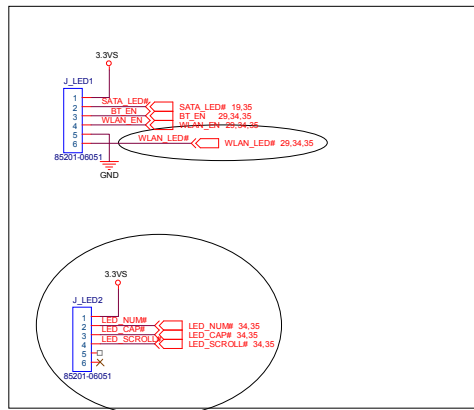 3.3VS
J_LED1
1
2
3
4
5
6
SATA_LED#
BT_EN
WLAN_EN
WLAN_LED#
SATA_LED# 19,35
BT_EN 29,34,35
WLAN_EN 29,34,35
WLAN_LED# 29,34,35
85201-06051
GND
3.3VS
J_LED2
1
2
3
4
5
6
LED_NUM#
LED_CAP#
LED_SCROLL#
LED_NUM# 34,35
LED_CAP# 34,35
LED_SCROLL# 34,35
85201-06051